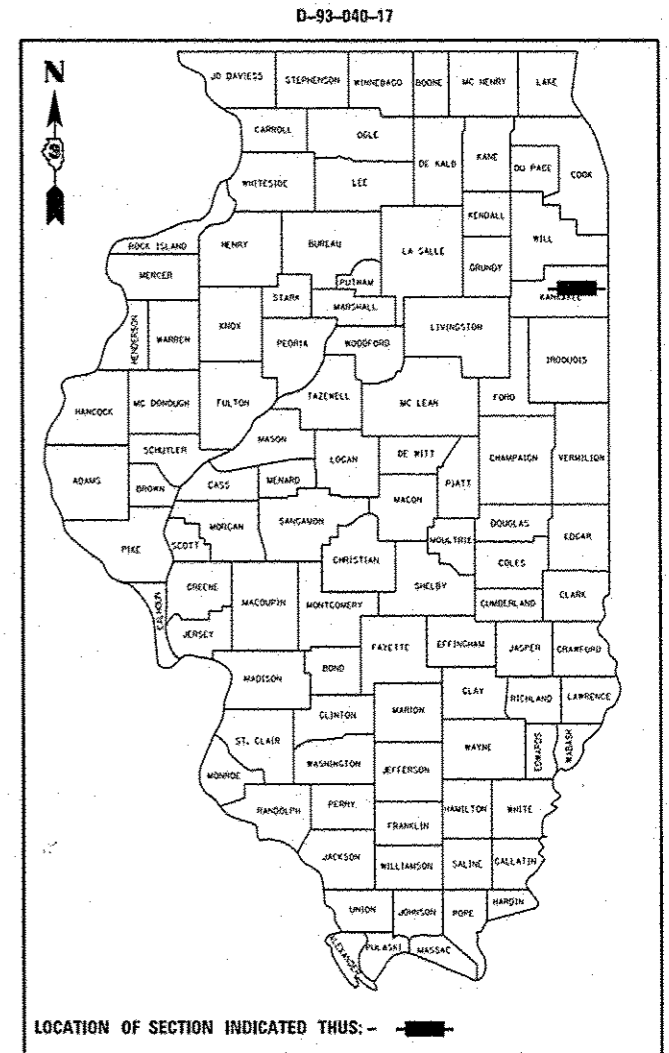 D-93-040-17
N
JO DAVIESS STEPHENSON WINNEBAGO BOONE MC HENRY LAKE
CARROLL OGLE DE KALB KANE DU PAGE COOK
WHITESIDE LEE
KENDALL WILL
ROCK ISLAND HENRY BUREAU LA SALLE GRUNDY
MERCER PUTNAM KANKAKEE
STARK MARSHALL
HENDERSON WARREN KNOX PEORIA WOODFORD LIVINGSTON IROQUOIS
HANCOCK MC DONOUGH FULTON TAZEWELL MC LEAN FORD
MASON
SCHUYLER LOGAN DE WITT CHAMPAIGN VERMILION
ADAMS BROWN CASS MENARD MACON PIATT
MORGAN SANGAMON DOUGLAS EDGAR
PIKE SCOTT CHRISTIAN MOULTRIE COLES
GREENE SHELBY CUMBERLAND CLARK
CALHOUN MACOUPIN MONTGOMERY
JERSEY FAYETTE EFFINGHAM JASPER CRAWFORD
MADISON BOND CLAY RICHLAND LAWRENCE
CLINTON MARION
ST. CLAIR WAYNE EDWARDS WABASH
MONROE WASHINGTON JEFFERSON
RANDOLPH PERRY HAMILTON WHITE
FRANKLIN
JACKSON WILLIAMSON SALINE GALLATIN
UNION JOHNSON POPE HARDIN
ALEXANDER PULASKI MASSAC
LOCATION OF SECTION INDICATED THUS: -